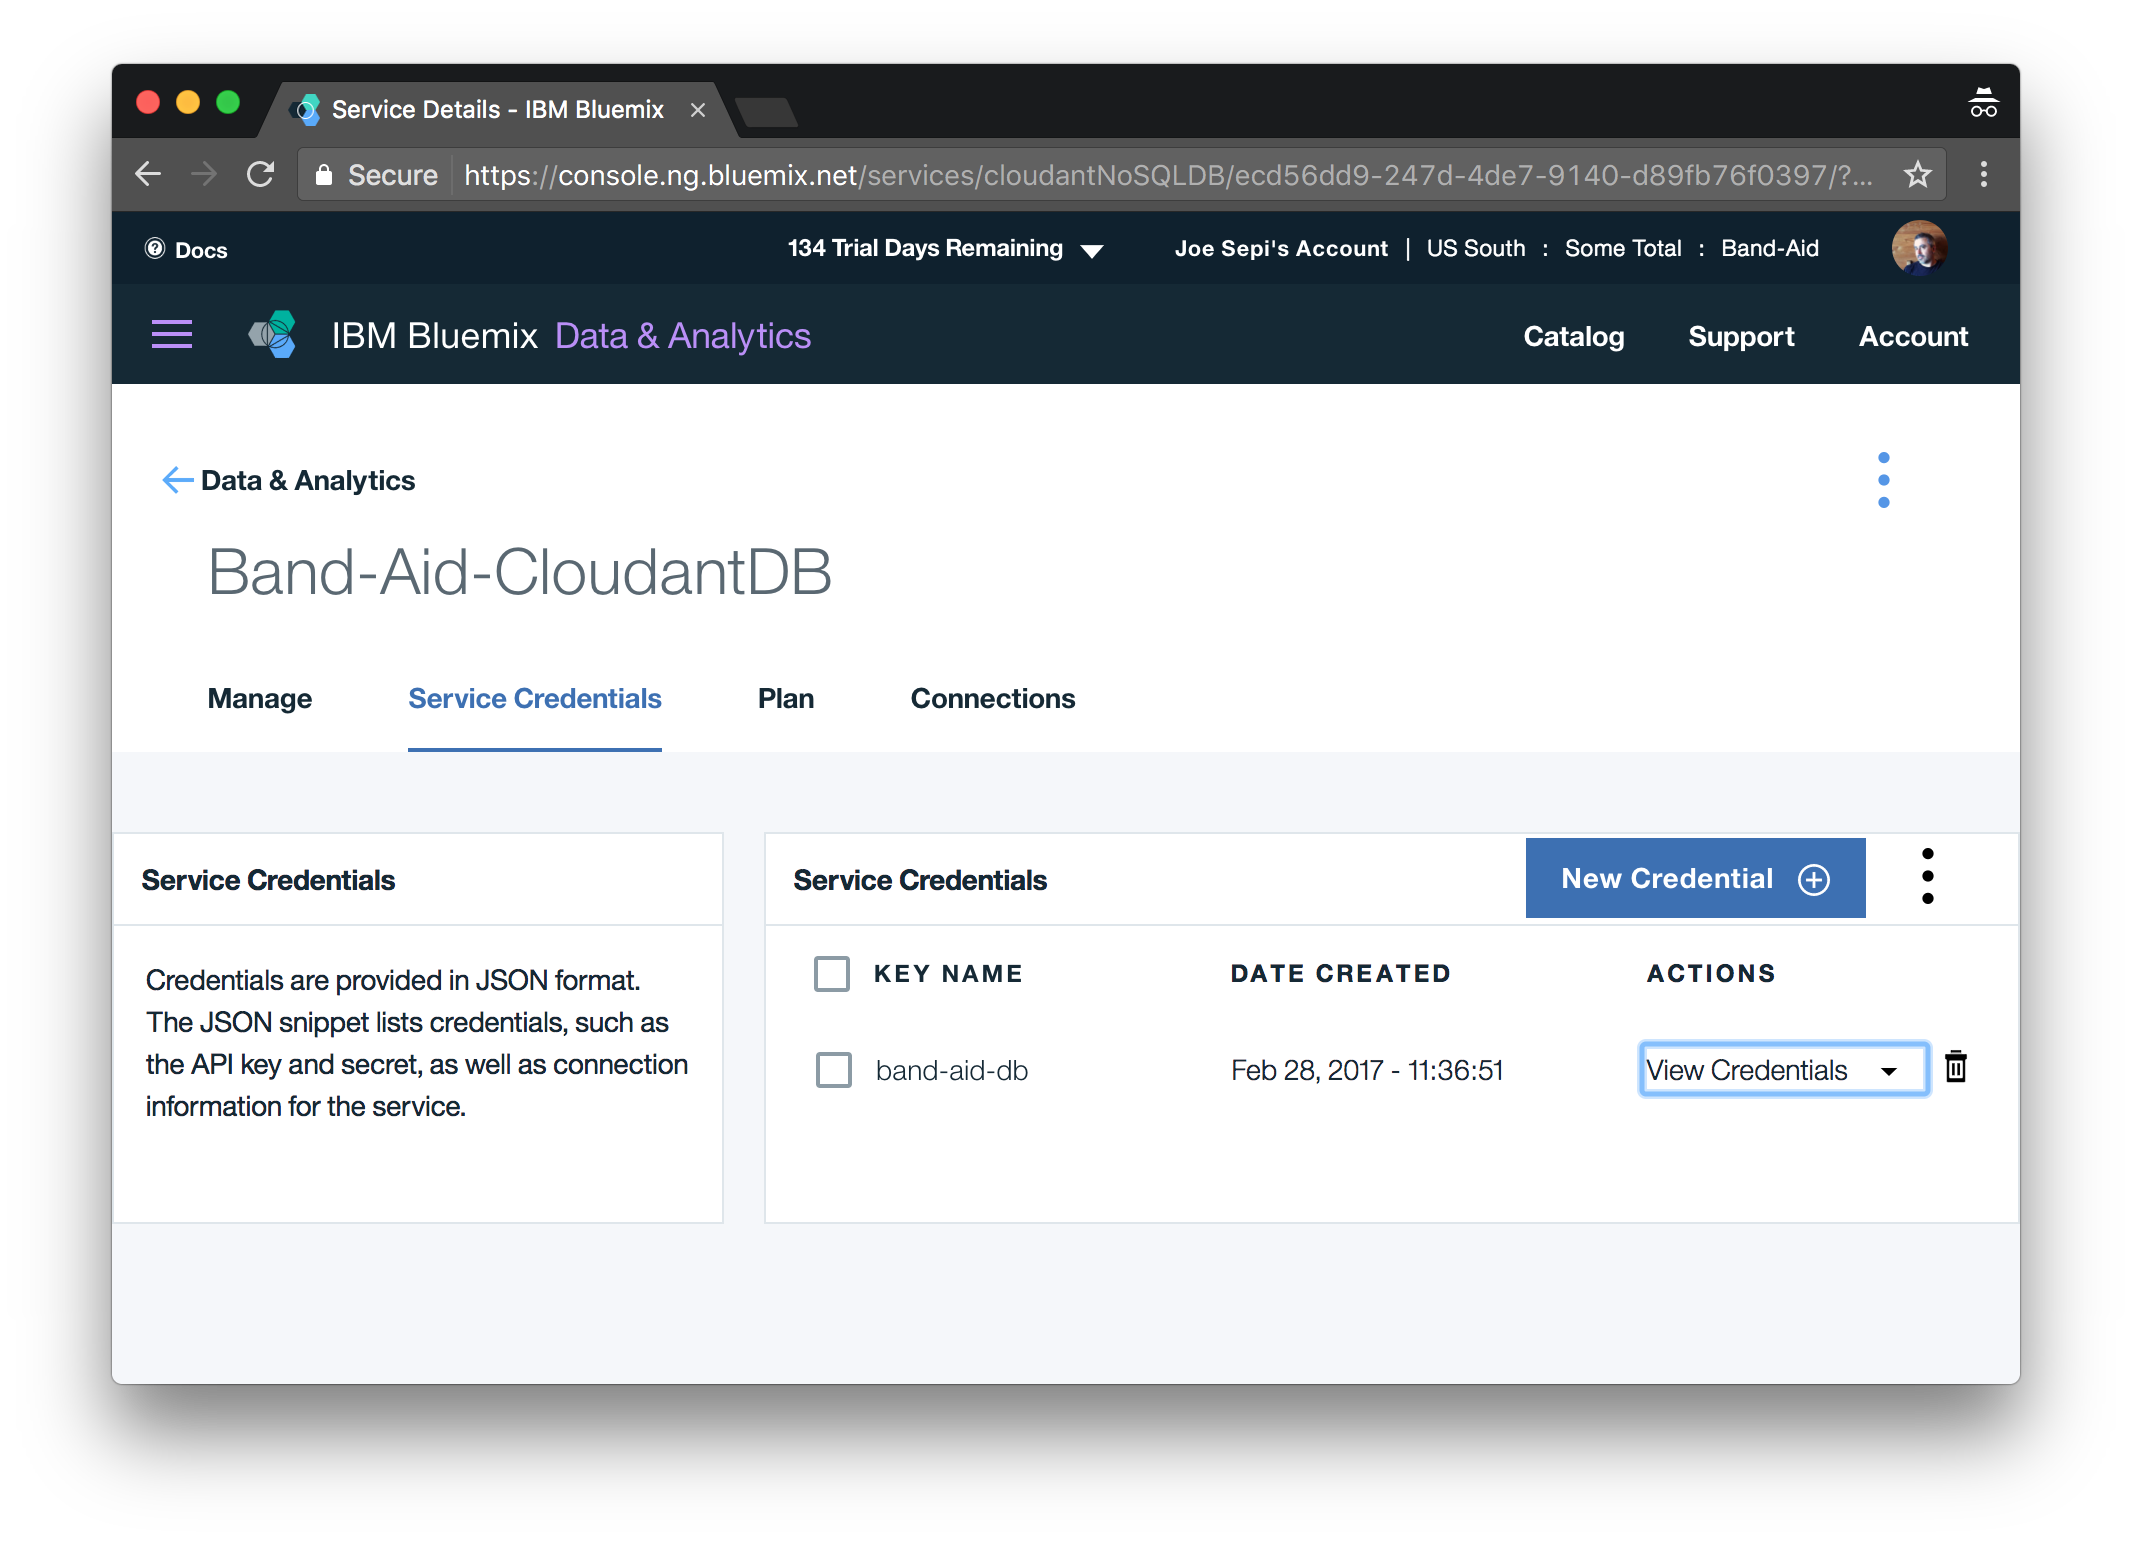 Service Details - IBM Bluemix
Secure https://console.ng.bluemix.net/services/cloudantNoSQLDB/ecd56dd9-247d-4de7-9140-d89fb76f0397/?...
Docs 134 Trial Days Remaining Joe Sepi's Account | US South : Some Total : Band-Aid
IBM Bluemix Data & Analytics Catalog Support Account
Data & Analytics
Band-Aid-CloudantDB
Manage Service Credentials Plan Connections
Service Credentials
Credentials are provided in JSON format.
The JSON snippet lists credentials, such as
the API key and secret, as well as connection
information for the service.
Service Credentials New Credential
KEY NAME DATE CREATED ACTIONS
band-aid-db Feb 28, 2017 - 11:36:51 View Credentials